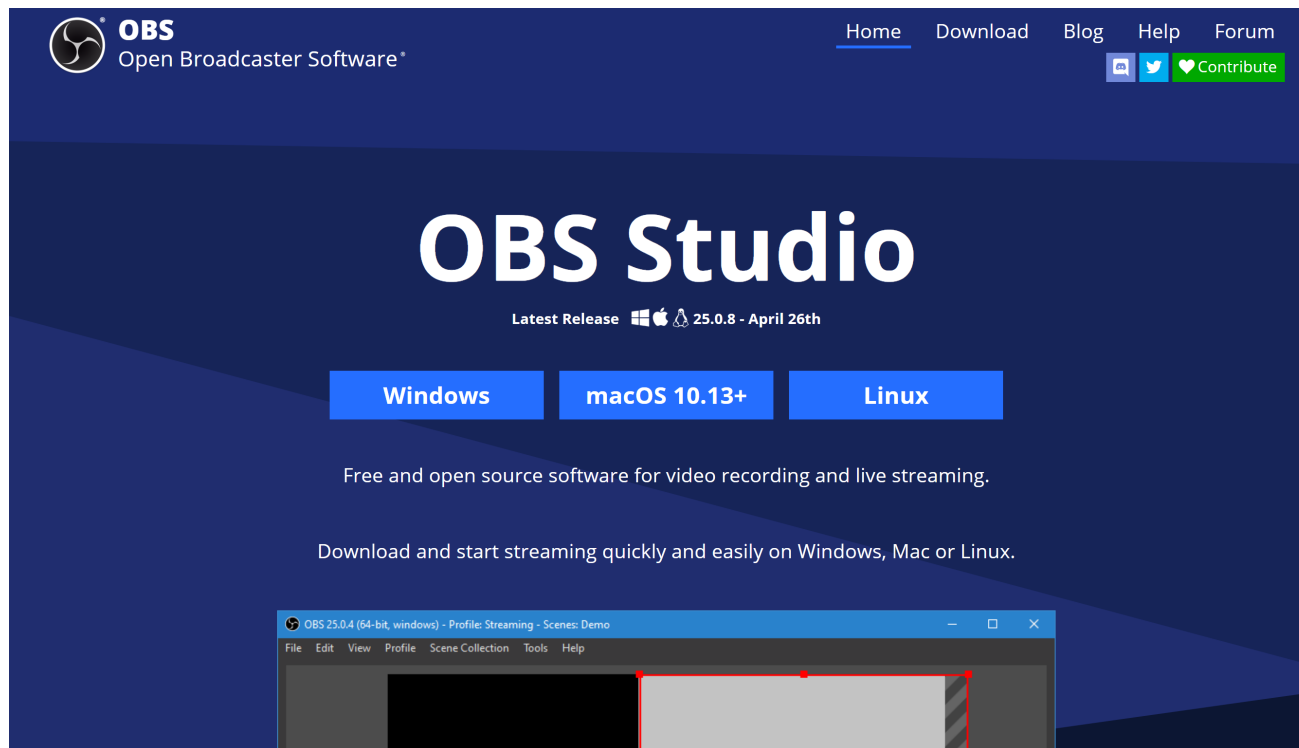 OBS
Open Broadcaster Software®
Home Download Blog Help Forum
Contribute
OBS Studio
Latest Release 25.0.8 - April 26th
Windows macOS 10.13+ Linux
Free and open source software for video recording and live streaming.
Download and start streaming quickly and easily on Windows, Mac or Linux.
OBS 25.0.4 (64-bit, windows) - Profile: Streaming - Scenes: Demo
File Edit View Profile Scene Collection Tools Help